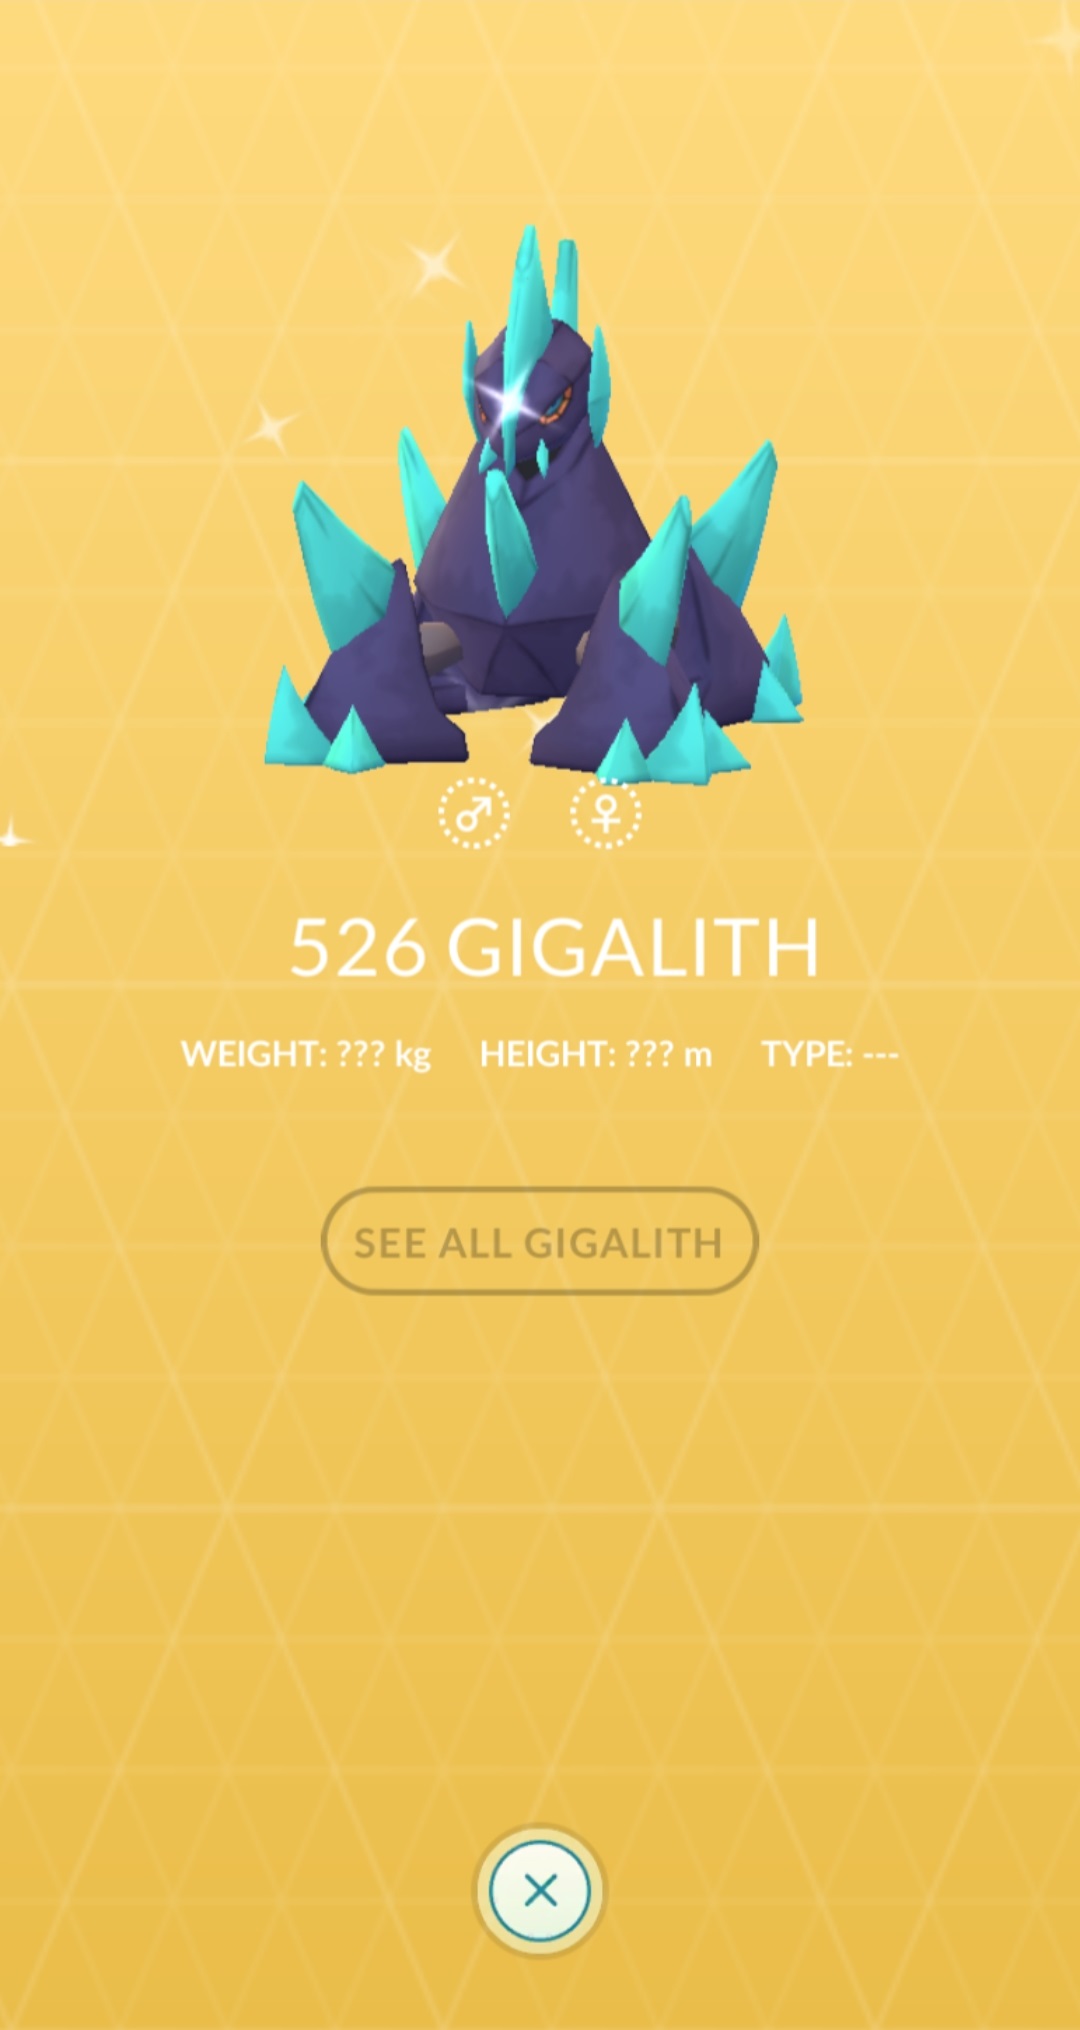 ♂ ♀
526 GIGALITH
WEIGHT: ??? kg HEIGHT: ??? m TYPE: ---
SEE ALL GIGALITH